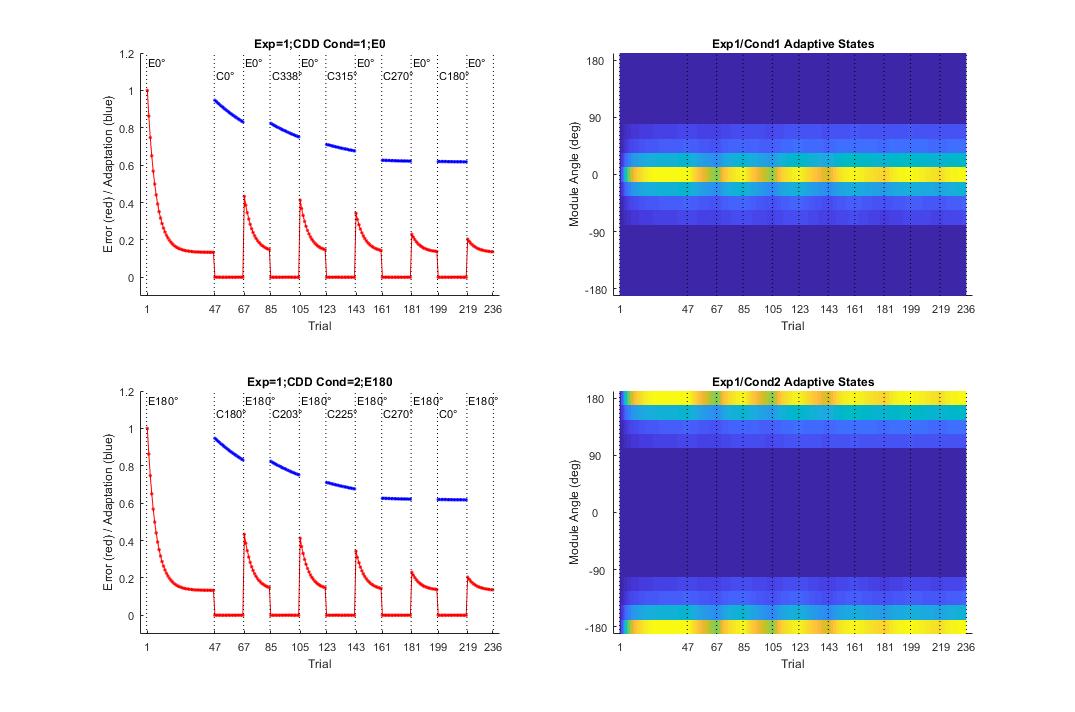 Exp=1;CDD Cond=1;E0
E0° E0° E0° E0° E0° E0°
C0° C338° C315° C270° C180°
1.2
1
0.8
0.6
0.4
0.2
0
Error (red) / Adaptation (blue)
1 47 67 85 105 123 143 161 181 199 219 236
Trial
Exp1/Cond1 Adaptive States
180
90
0
-90
-180
Module Angle (deg)
1 47 67 85 105 123 143 161 181 199 219 236
Trial
Exp=1;CDD Cond=2;E180
E180° E180° E180° E180° E180° E180°
C180° C203° C225° C270° C0°
1.2
1
0.8
0.6
0.4
0.2
0
Error (red) / Adaptation (blue)
1 47 67 85 105 123 143 161 181 199 219 236
Trial
Exp1/Cond2 Adaptive States
180
90
0
-90
-180
Module Angle (deg)
1 47 67 85 105 123 143 161 181 199 219 236
Trial